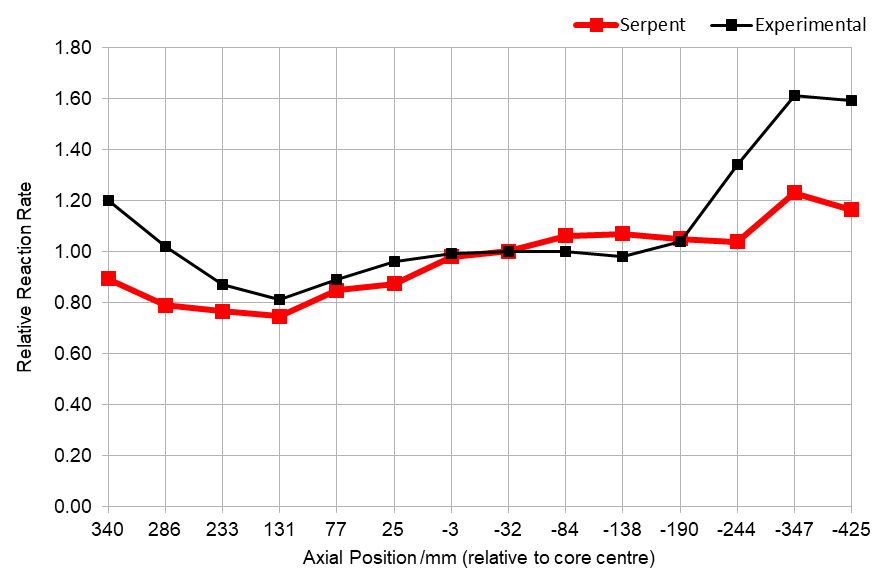 Serpent Experimental
1.80
1.60
1.40
1.20
1.00
0.80
0.60
0.40
0.20
0.00
Relative Reaction Rate
340 286 233 131 77 25 -3 -32 -84 -138 -190 -244 -347 -425
Axial Position /mm (relative to core centre)